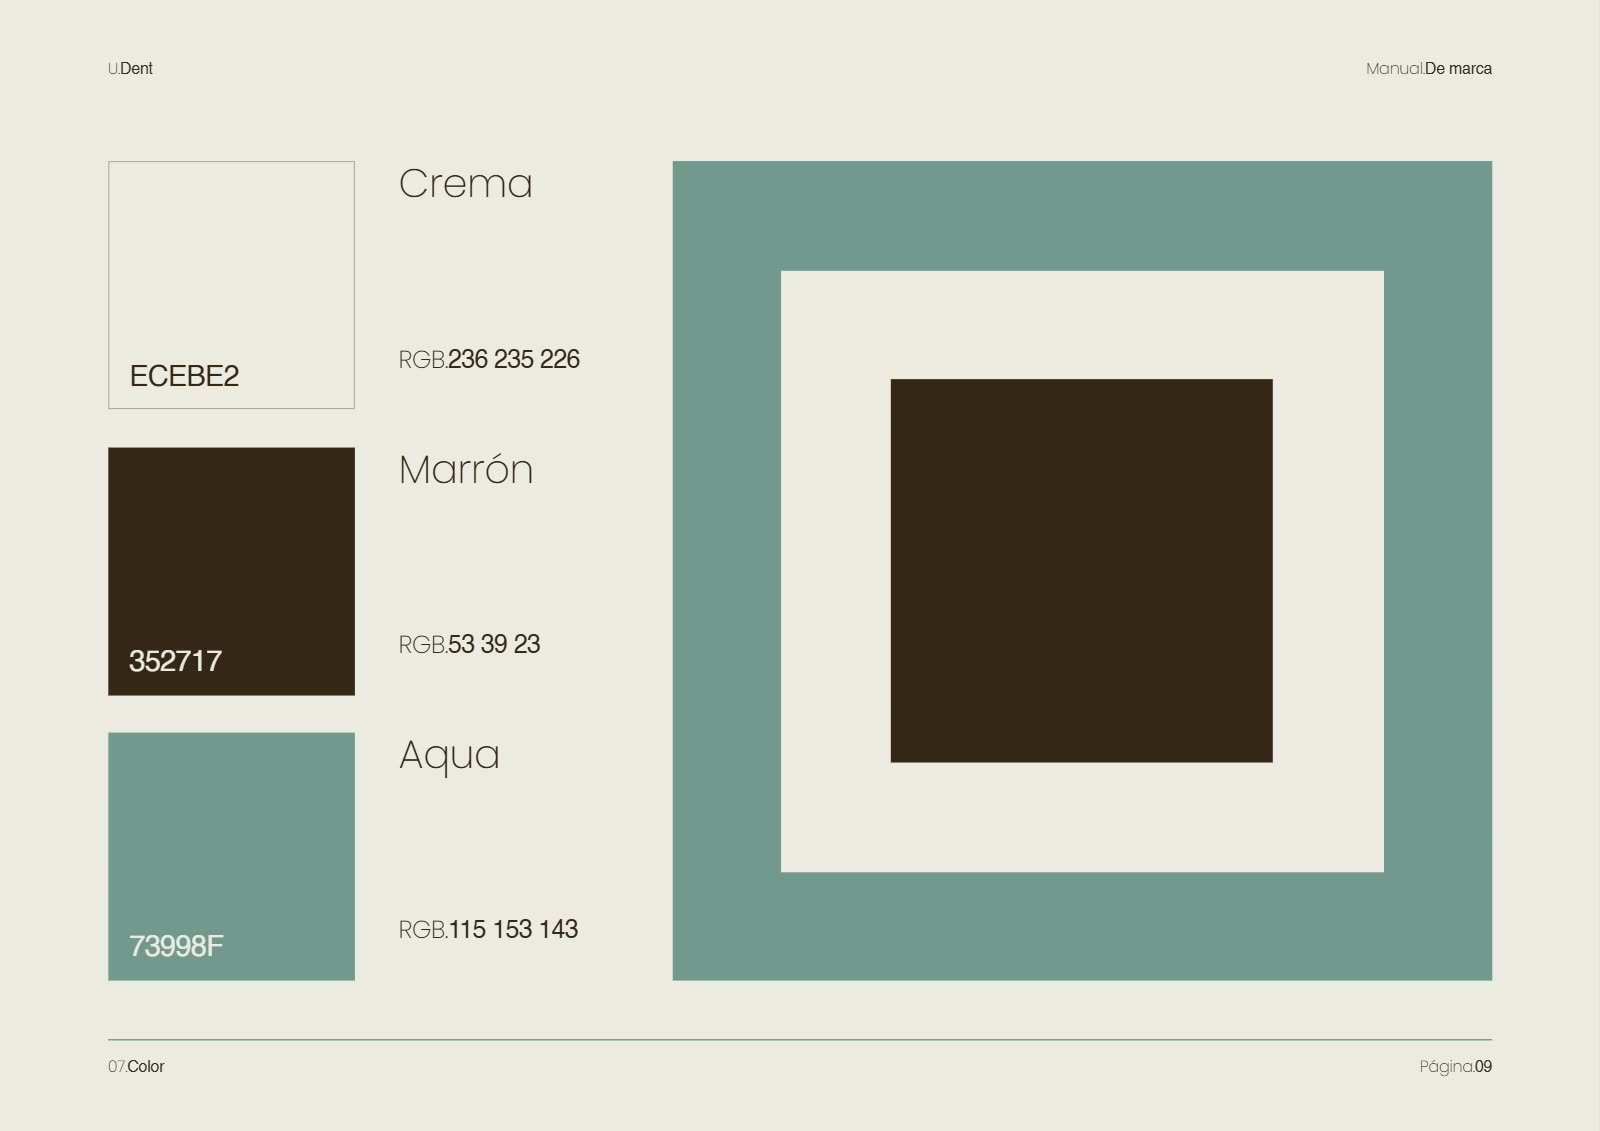 U.Dent
Manual.De marca
Crema
ECEBE2
RGB.236 235 226
Marrón
352717
RGB.53 39 23
Aqua
73998F
RGB.115 153 143
07.Color
Página.09